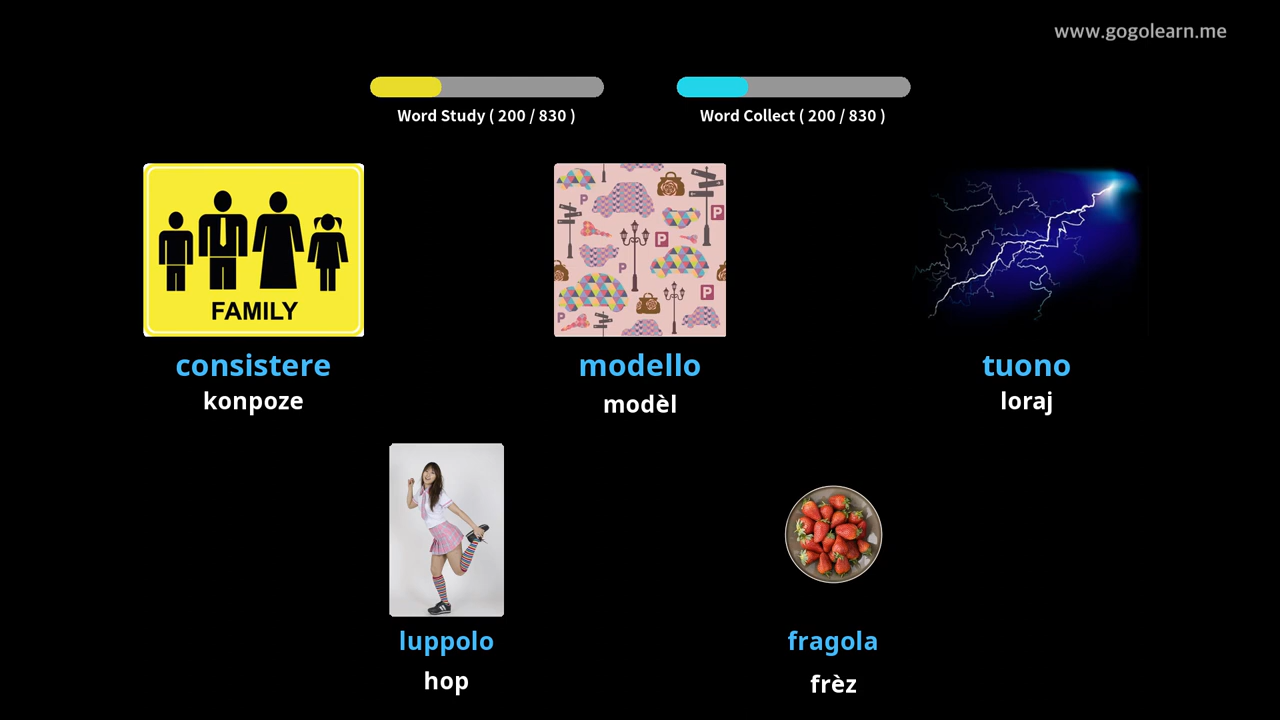 www.gogolearn.me
Word Study ( 200 / 830 )
Word Collect ( 200 / 830 )
FAMILY
P
P
P
P
P
P
consistere
konpoze
modello
modèl
tuono
loraj
luppolo
hop
fragola
frèz